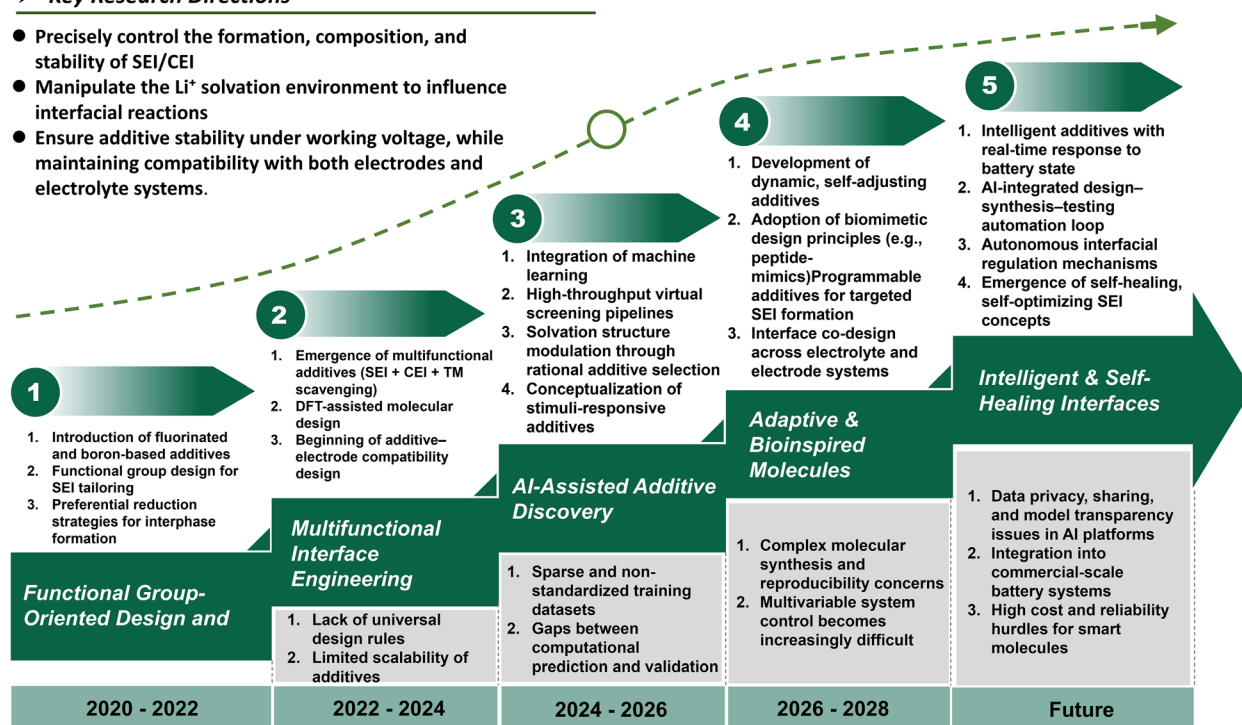 Key Research Directions
● Precisely control the formation, composition, and
stability of SEI/CEI
● Manipulate the Li⁺ solvation environment to influence
interfacial reactions
● Ensure additive stability under working voltage, while
maintaining compatibility with both electrodes and
electrolyte systems.
1
1. Introduction of fluorinated
and boron-based additives
2. Functional group design for
SEI tailoring
3. Preferential reduction
strategies for interphase
formation
Functional Group-
Oriented Design and
2020 - 2022
2
1. Emergence of multifunctional
additives (SEI + CEI + TM
scavenging)
2. DFT-assisted molecular
design
3. Beginning of additive–
electrode compatibility
design
Multifunctional
Interface
Engineering
1. Lack of universal
design rules
2. Limited scalability of
additives
2022 - 2024
3
1. Integration of machine
learning
2. High-throughput virtual
screening pipelines
3. Solvation structure
modulation through
rational additive selection
4. Conceptualization of
stimuli-responsive
additives
AI-Assisted Additive
Discovery
1. Sparse and non-
standardized training
datasets
2. Gaps between
computational
prediction and validation
2024 - 2026
4
1. Development of
dynamic, self-adjusting
additives
2. Adoption of biomimetic
design principles (e.g.,
peptide-
mimics)Programmable
additives for targeted
SEI formation
3. Interface co-design
across electrolyte and
electrode systems
Adaptive &
Bioinspired
Molecules
1. Complex molecular
synthesis and
reproducibility concerns
2. Multivariable system
control becomes
increasingly difficult
2026 - 2028
5
1. Intelligent additives with
real-time response to
battery state
2. AI-integrated design–
synthesis–testing
automation loop
3. Autonomous interfacial
regulation mechanisms
4. Emergence of self-healing,
self-optimizing SEI
concepts
Intelligent & Self-
Healing Interfaces
1. Data privacy, sharing,
and model transparency
issues in AI platforms
2. Integration into
commercial-scale
battery systems
3. High cost and reliability
hurdles for smart
molecules
Future